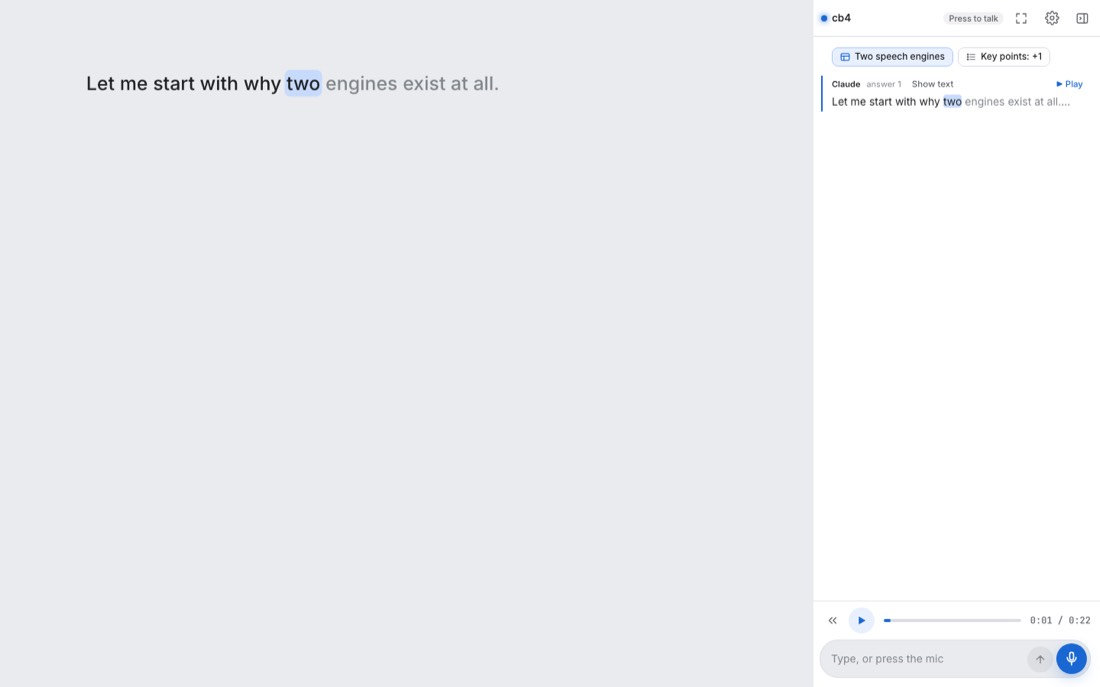 Let me start with why two engines exist at all.
cb4
Press to talk
Two speech engines
Key points: +1
Claude answer 1 Show text Play
Let me start with why two engines exist at all....
0:01 / 0:22
Type, or press the mic